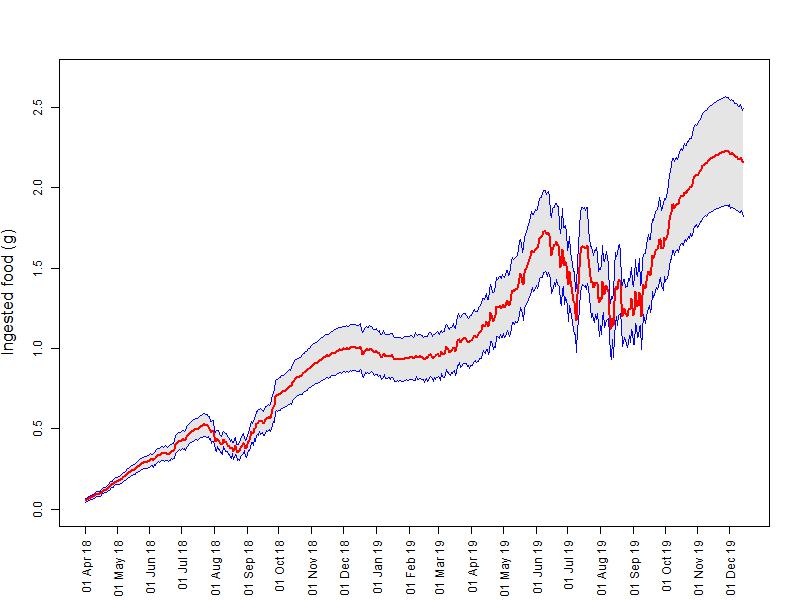 Ingested food (g)
2.5
2.0
1.5
1.0
0.5
0.0
01 Apr 18
01 May 18
01 Jun 18
01 Jul 18
01 Aug 18
01 Sep 18
01 Oct 18
01 Nov 18
01 Dec 18
01 Jan 19
01 Feb 19
01 Mar 19
01 Apr 19
01 May 19
01 Jun 19
01 Jul 19
01 Aug 19
01 Sep 19
01 Oct 19
01 Nov 19
01 Dec 19